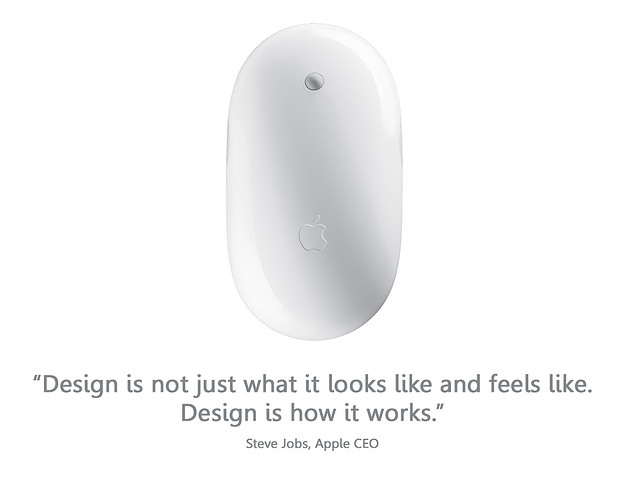 “Design is not just what it looks like and feels like.
Design is how it works.”
Steve Jobs, Apple CEO